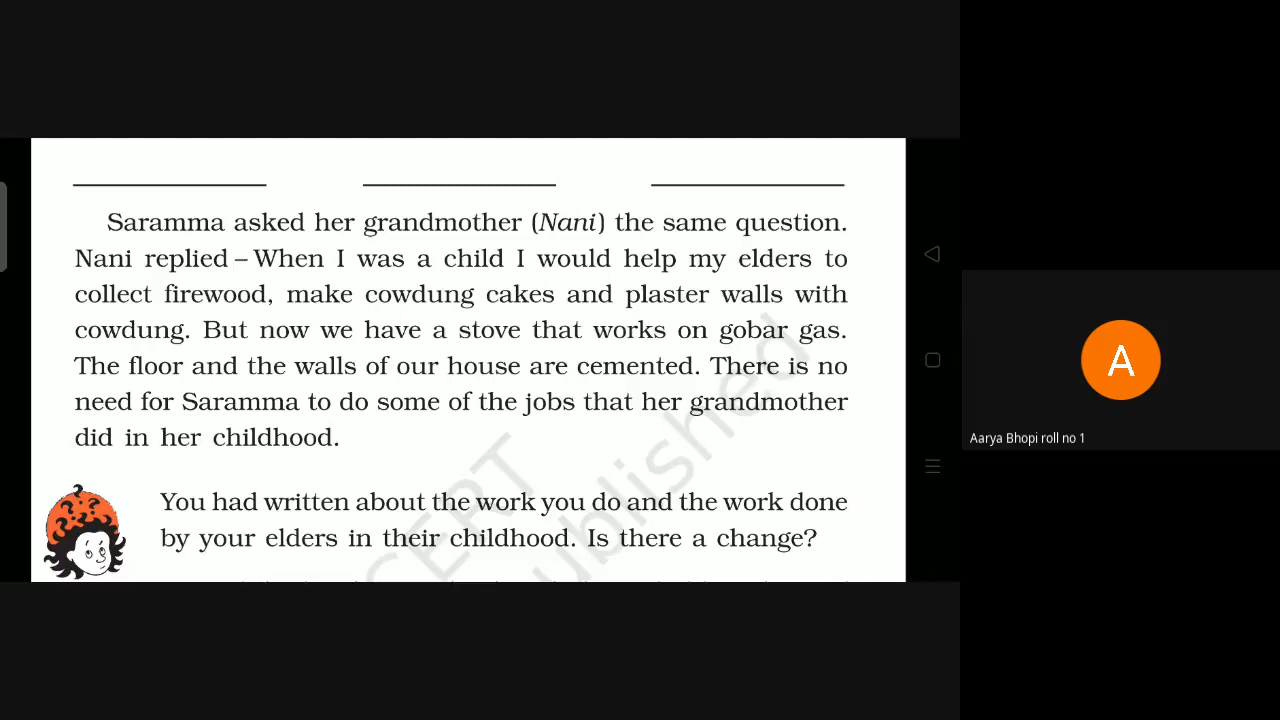 Saramma asked her grandmother (Nani) the same question.
Nani replied – When I was a child I would help my elders to
collect firewood, make cowdung cakes and plaster walls with
cowdung. But now we have a stove that works on gobar gas.
The floor and the walls of our house are cemented. There is no
need for Saramma to do some of the jobs that her grandmother
did in her childhood.
You had written about the work you do and the work done
by your elders in their childhood. Is there a change?
A
Aarya Bhopi roll no 1